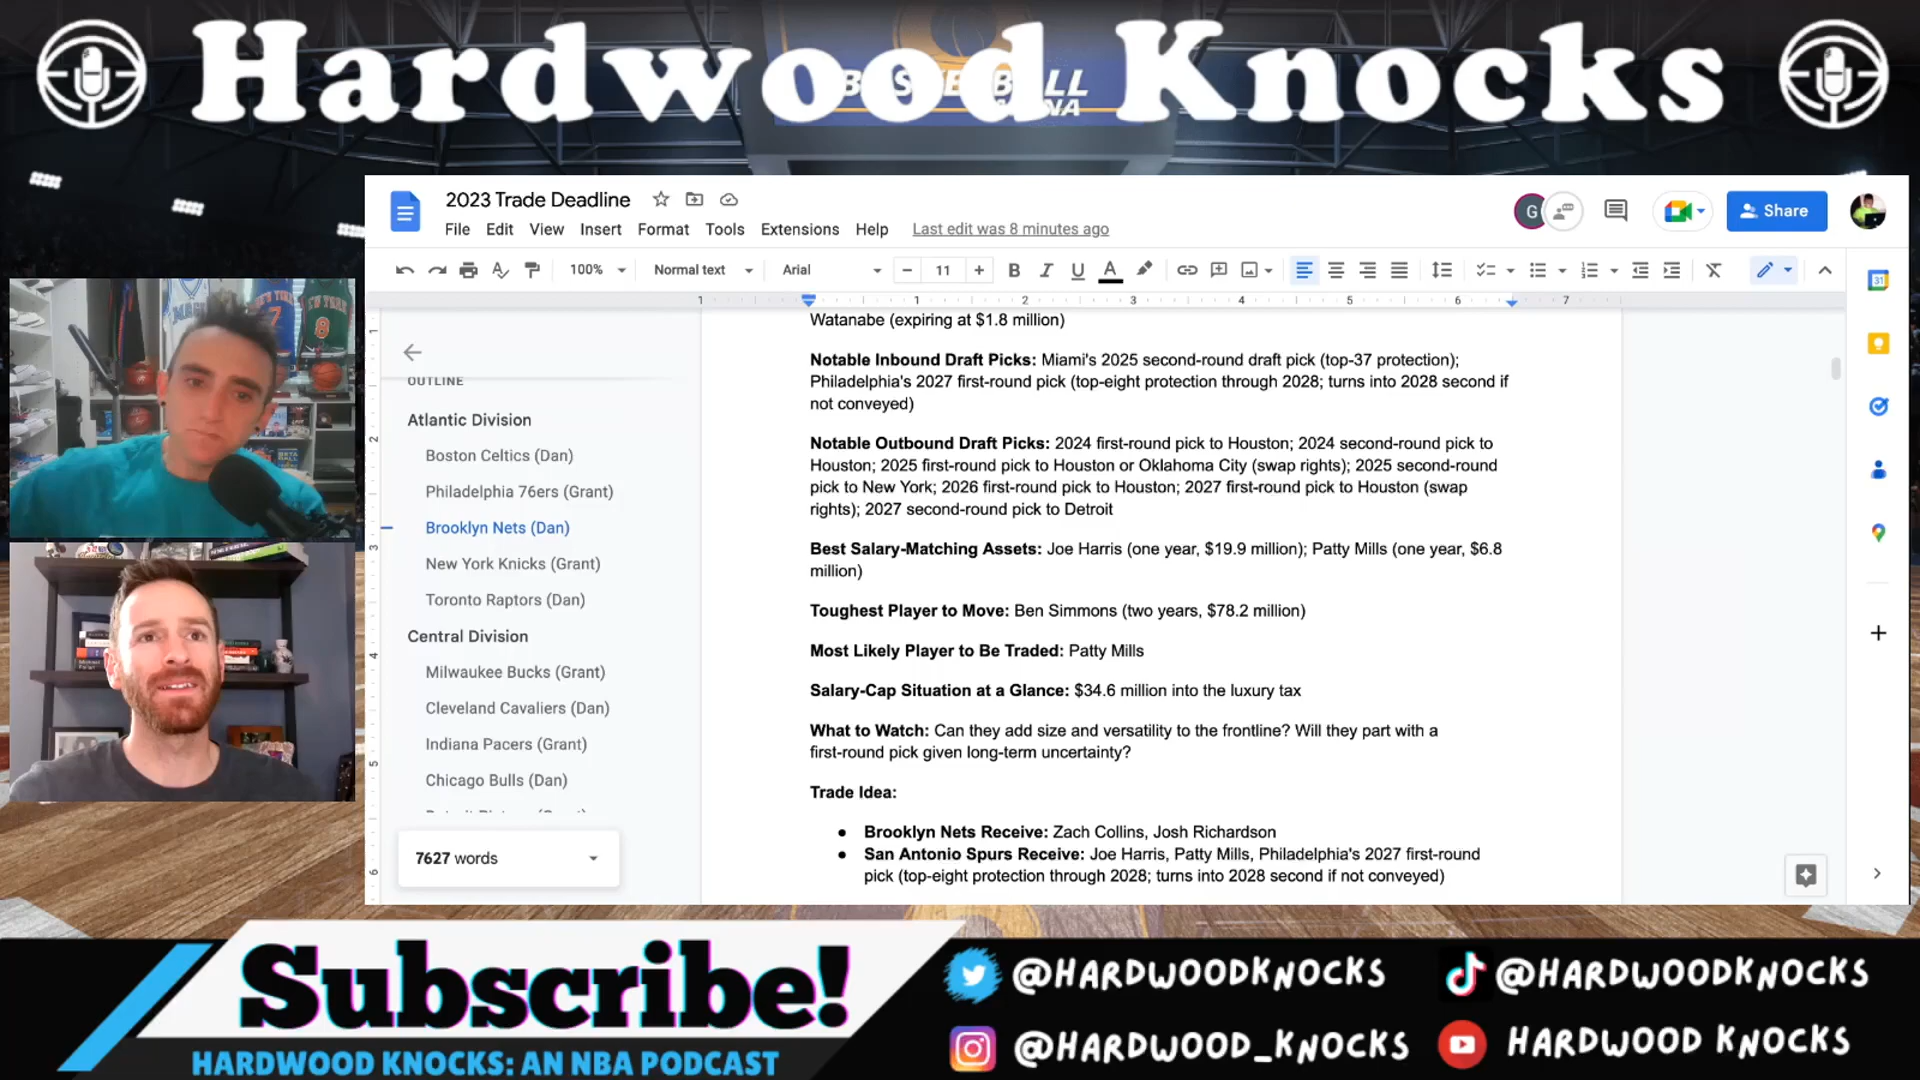 Hardwood Knocks
2023 Trade Deadline
File Edit View Insert Format Tools Extensions Help Last edit was 8 minutes ago
G
Share
100% Normal text Arial 11
31
1 1 2 3 4 5 6 7
OUTLINE
Atlantic Division
Boston Celtics (Dan)
Philadelphia 76ers (Grant)
Brooklyn Nets (Dan)
New York Knicks (Grant)
Toronto Raptors (Dan)
Central Division
Milwaukee Bucks (Grant)
Cleveland Cavaliers (Dan)
Indiana Pacers (Grant)
Chicago Bulls (Dan)
7627 words
Watanabe (expiring at $1.8 million)
Notable Inbound Draft Picks: Miami's 2025 second-round draft pick (top-37 protection);
Philadelphia's 2027 first-round pick (top-eight protection through 2028; turns into 2028 second if
not conveyed)
Notable Outbound Draft Picks: 2024 first-round pick to Houston; 2024 second-round pick to
Houston; 2025 first-round pick to Houston or Oklahoma City (swap rights); 2025 second-round
pick to New York; 2026 first-round pick to Houston; 2027 first-round pick to Houston (swap
rights); 2027 second-round pick to Detroit
Best Salary-Matching Assets: Joe Harris (one year, $19.9 million); Patty Mills (one year, $6.8
million)
Toughest Player to Move: Ben Simmons (two years, $78.2 million)
Most Likely Player to Be Traded: Patty Mills
Salary-Cap Situation at a Glance: $34.6 million into the luxury tax
What to Watch: Can they add size and versatility to the frontline? Will they part with a
first-round pick given long-term uncertainty?
Trade Idea:
● Brooklyn Nets Receive: Zach Collins, Josh Richardson
● San Antonio Spurs Receive: Joe Harris, Patty Mills, Philadelphia's 2027 first-round
pick (top-eight protection through 2028; turns into 2028 second if not conveyed)
Subscribe!
HARDWOOD KNOCKS: AN NBA PODCAST
@HARDWOODKNOCKS
@HARDWOODKNOCKS
@HARDWOOD_KNOCKS
HARDWOOD KNOCKS